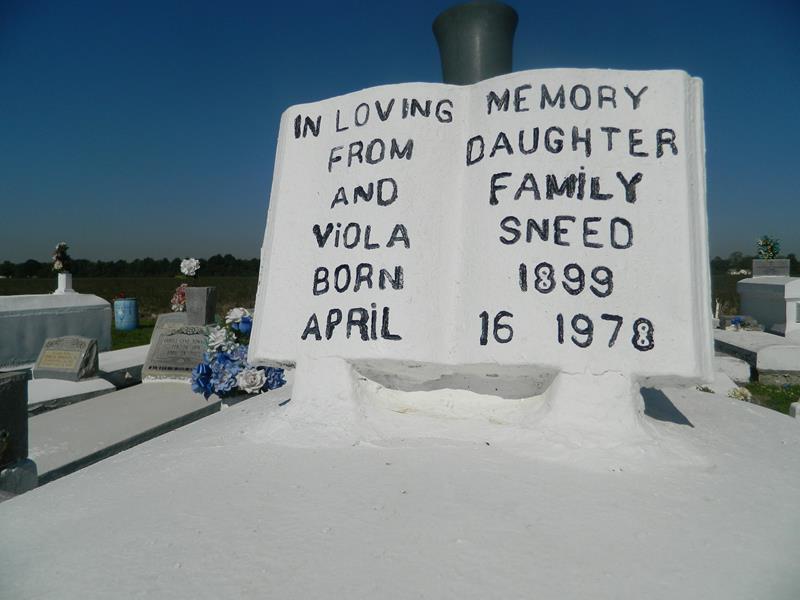 IN LOVING MEMORY
FROM DAUGHTER
AND FAMILY
ViOLA SNEED
BORN 1899
APRiL 16 1978